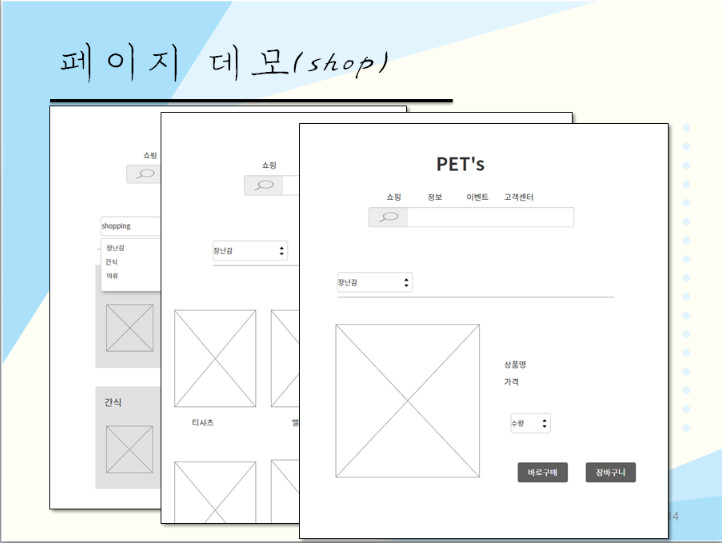 페이지 데모(shop)
쇼핑
shopping
장난감
간식
의류
간식
쇼핑
장난감
티셔츠
PET's
쇼핑 정보 이벤트 고객센터
장난감
상품명
가격
수량
바로구매 장바구니
14